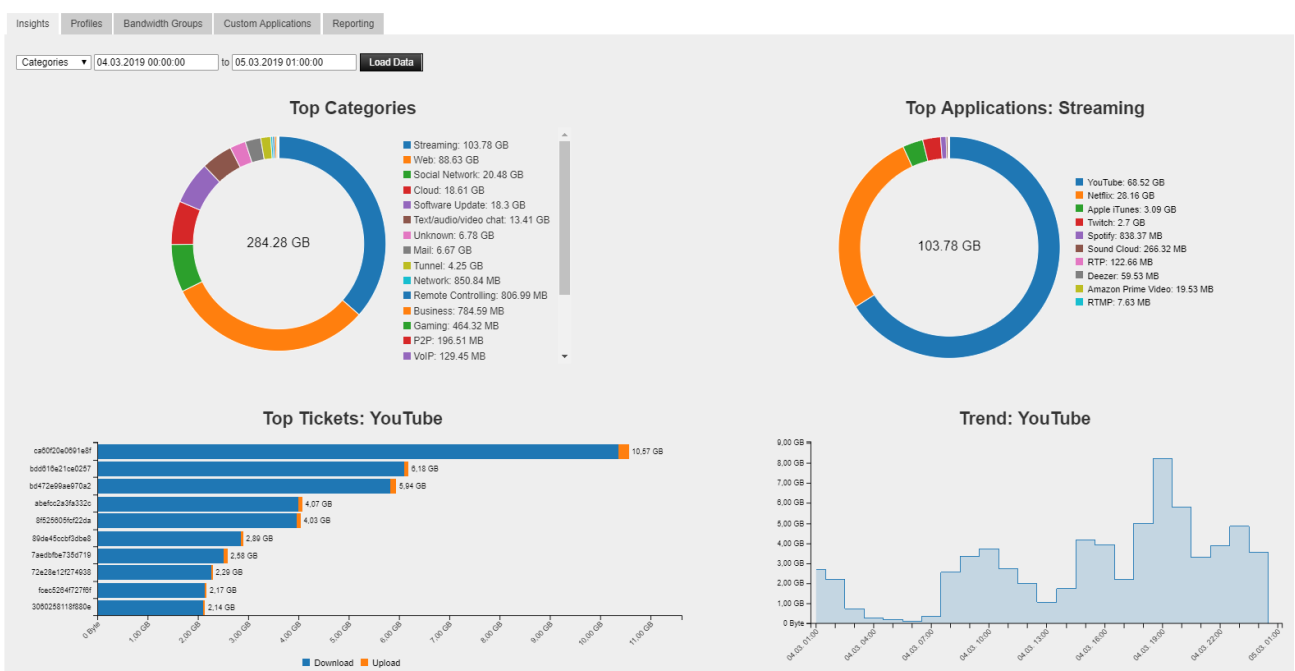 Insights Profiles Bandwidth Groups Custom Applications Reporting
Categories 04.03.2019 00:00:00 to 05.03.2019 01:00:00 Load Data
Top Categories
284.28 GB
Streaming: 103.78 GB
Web: 88.63 GB
Social Network: 20.48 GB
Cloud: 18.61 GB
Software Update: 18.3 GB
Text/audio/video chat: 13.41 GB
Unknown: 6.78 GB
Mail: 6.67 GB
Tunnel: 4.25 GB
Network: 850.84 MB
Remote Controlling: 806.99 MB
Business: 784.59 MB
Gaming: 464.32 MB
P2P: 196.51 MB
VoIP: 129.45 MB
Top Applications: Streaming
103.78 GB
YouTube: 68.52 GB
Netflix: 28.16 GB
Apple iTunes: 3.09 GB
Twitch: 2.7 GB
Spotify: 838.37 MB
Sound Cloud: 266.32 MB
RTP: 122.66 MB
Deezer: 59.53 MB
Amazon Prime Video: 19.53 MB
RTMP: 7.63 MB
Top Tickets: YouTube
ca60f20e0691e8f 10,57 GB
bdd616e21ce0257 6,18 GB
bd472e99ae970a2 5,94 GB
abefcc2a3fa332c 4,07 GB
8f525605fcf22da 4,03 GB
89de45ccbf3dbe8 2,89 GB
7aedbfbe735d719 2,58 GB
72e28e12f274938 2,29 GB
fcec5264f727f6f 2,17 GB
3060258118f680e 2,14 GB
0 Byte 1,00 GB 2,00 GB 3,00 GB 4,00 GB 5,00 GB 6,00 GB 7,00 GB 8,00 GB 9,00 GB 10,00 GB 11,00 GB
Download Upload
Trend: YouTube
9,00 GB
8,00 GB
7,00 GB
6,00 GB
5,00 GB
4,00 GB
3,00 GB
2,00 GB
1,00 GB
0 Byte
04.03. 01:00 04.03. 04:00 04.03. 07:00 04.03. 10:00 04.03. 13:00 04.03. 16:00 04.03. 19:00 04.03. 22:00 05.03. 01:00